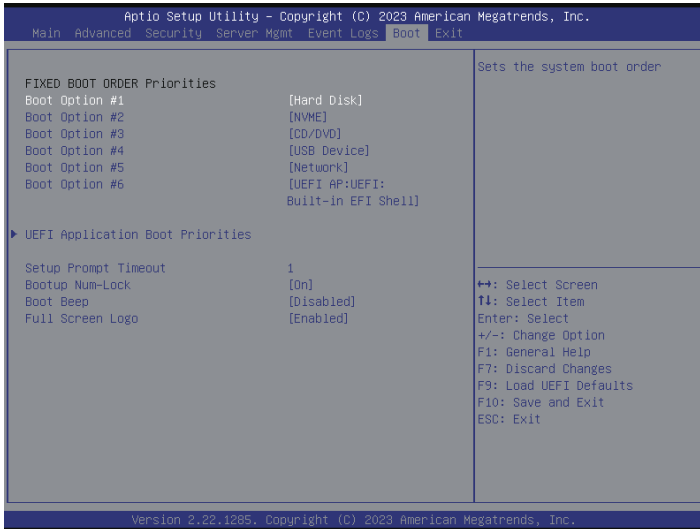 Aptio Setup Utility – Copyright (C) 2023 American Megatrends, Inc.
Main Advanced Security Server Mgmt Event Logs Boot Exit
FIXED BOOT ORDER Priorities
Boot Option #1 [Hard Disk]
Boot Option #2 [NVME]
Boot Option #3 [CD/DVD]
Boot Option #4 [USB Device]
Boot Option #5 [Network]
Boot Option #6 [UEFI AP:UEFI:
Built-in EFI Shell]
UEFI Application Boot Priorities
Setup Prompt Timeout 1
Bootup Num-Lock [On]
Boot Beep [Disabled]
Full Screen Logo [Enabled]
Sets the system boot order
↔: Select Screen
↑↓: Select Item
Enter: Select
+/-: Change Option
F1: General Help
F7: Discard Changes
F9: Load UEFI Defaults
F10: Save and Exit
ESC: Exit
Version 2.22.1285. Copyright (C) 2023 American Megatrends, Inc.